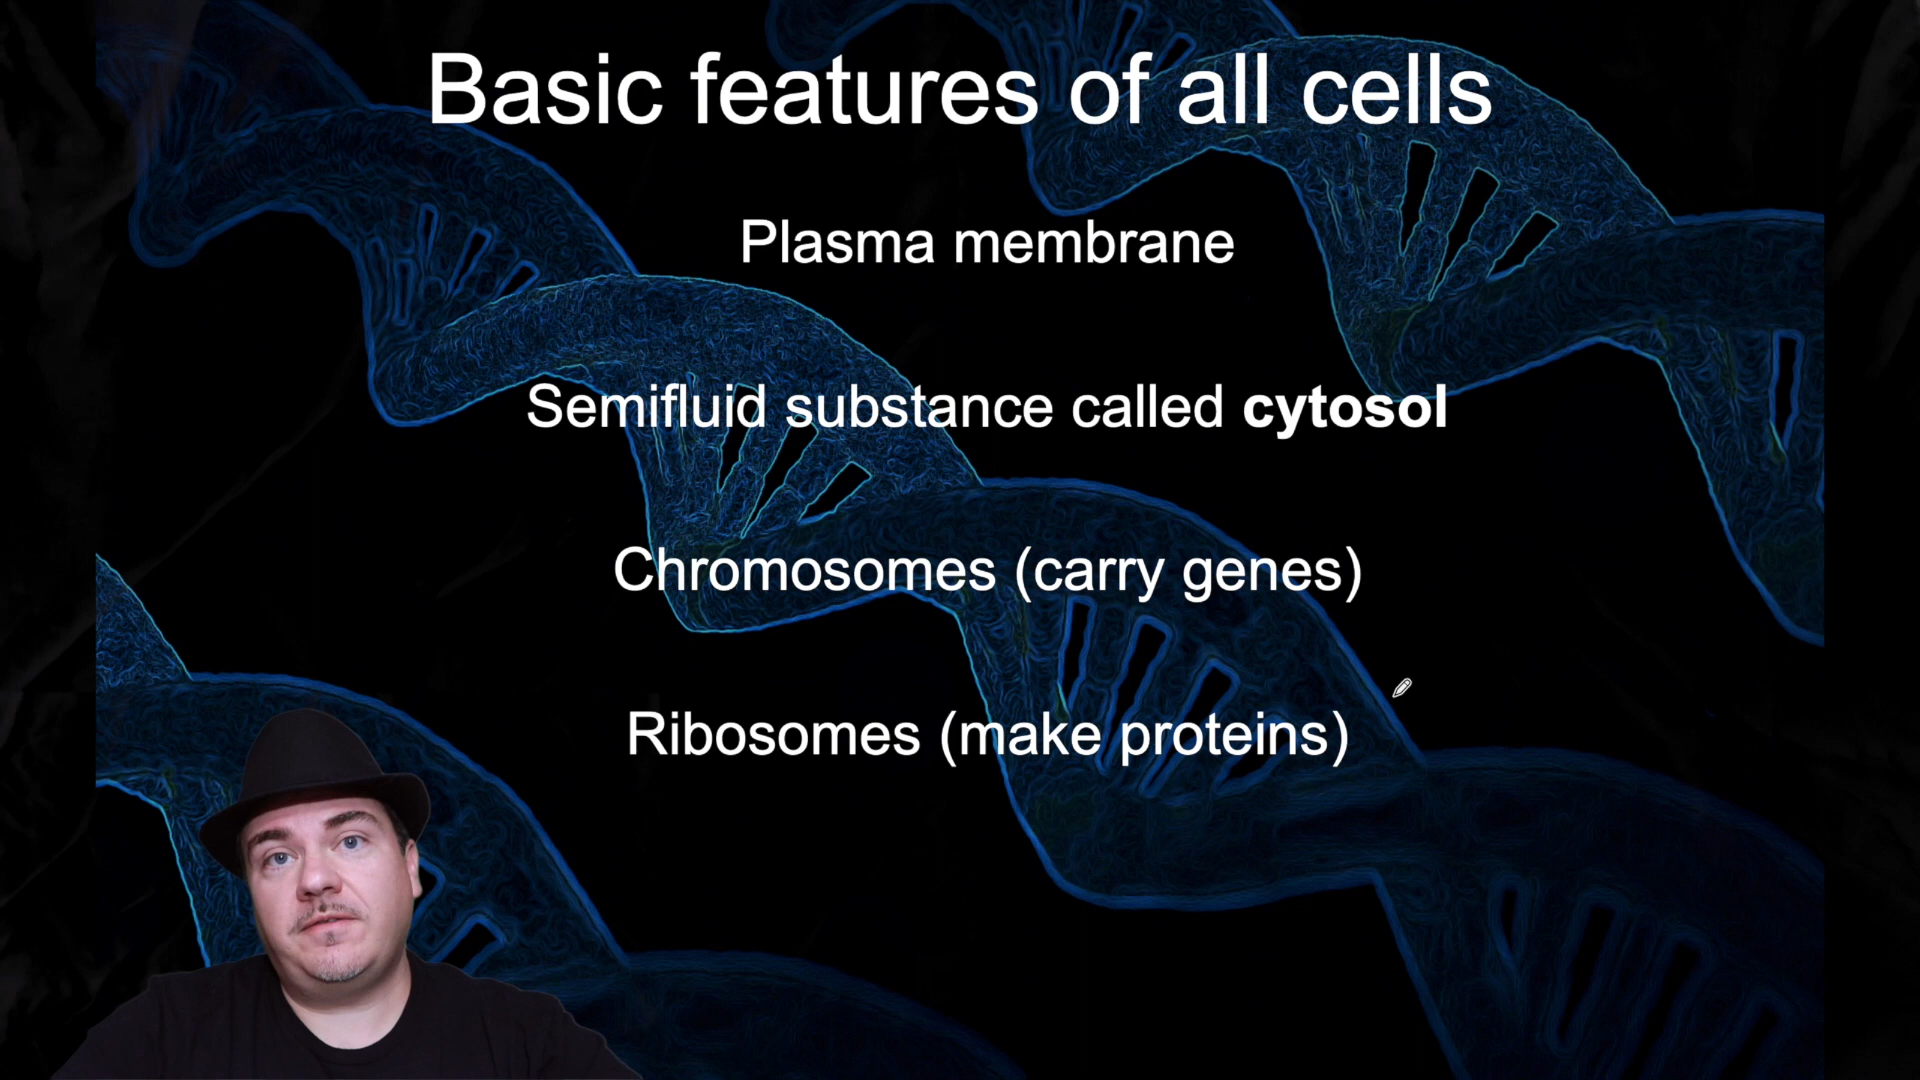 Basic features of all cells
Plasma membrane
Semifluid substance called cytosol
Chromosomes (carry genes)
Ribosomes (make proteins)